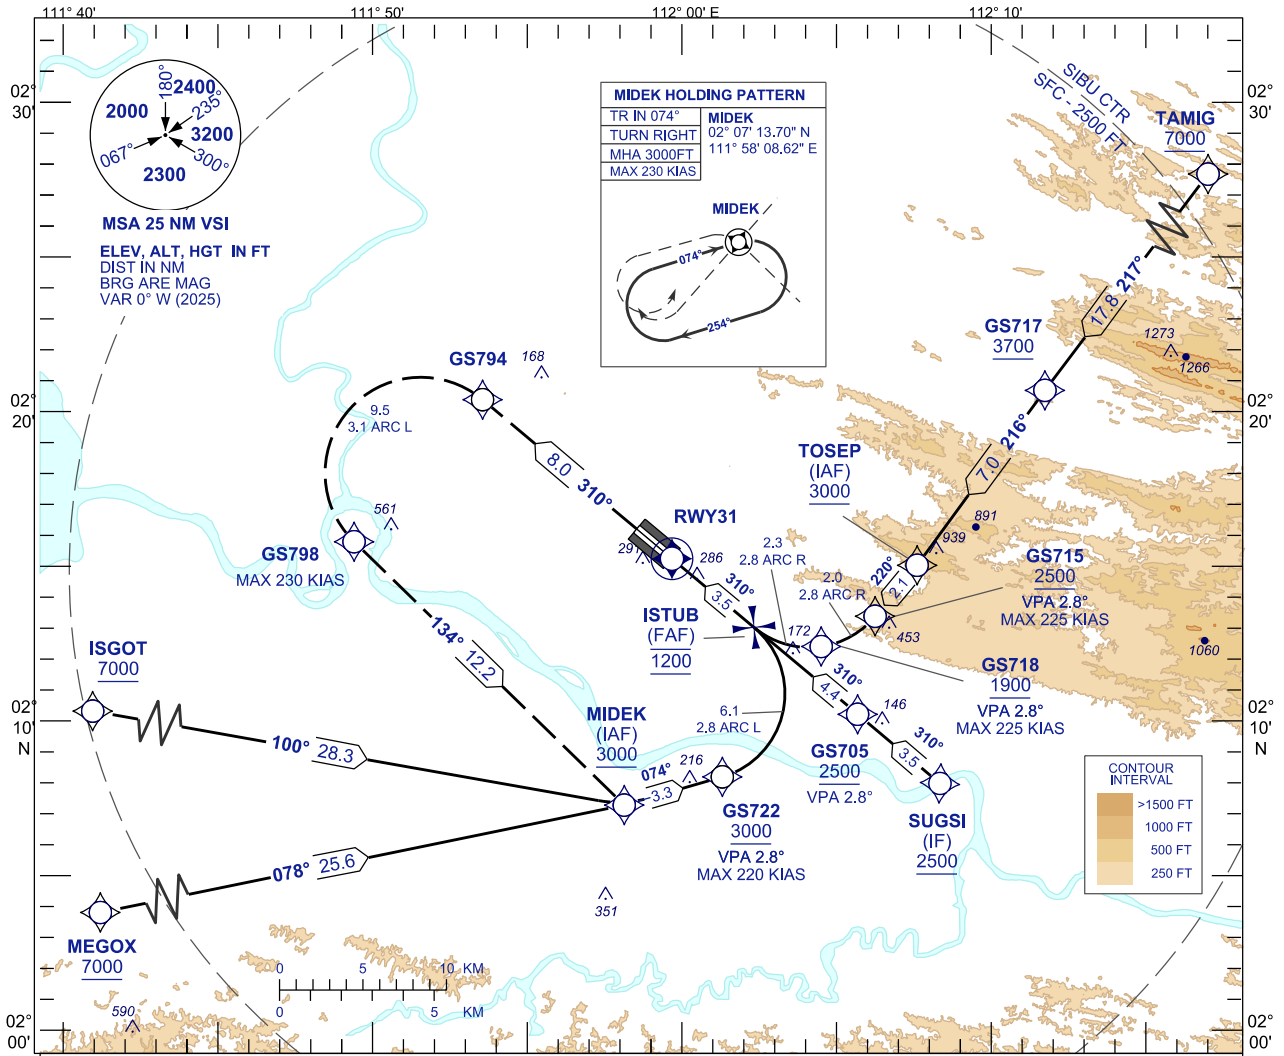 111° 40'
111° 50'
112° 00' E
112° 10'
02°
30'
02°
30'
2400
2000
3200
2300
180°
235°
300°
067°
MSA 25 NM VSI
ELEV, ALT, HGT IN FT
DIST IN NM
BRG ARE MAG
VAR 0° W (2025)
MIDEK HOLDING PATTERN
TR IN 074°
TURN RIGHT
MHA 3000FT
MAX 230 KIAS
MIDEK
02° 07' 13.70" N
111° 58' 08.62" E
MIDEK
074°
254°
SIBU CTR
SFC - 2500 FT
TAMIG
7000
217°
17.8
GS717
3700
1273
1266
GS794
168
9.5
3.1 ARC L
02°
20'
02°
20'
8.0
310°
216°
7.0
TOSEP
(IAF)
3000
891
939
561
GS798
MAX 230 KIAS
RWY31
291
286
2.3
2.8 ARC R
2.0
2.8 ARC R
220°
2.1
GS715
2500
VPA 2.8°
MAX 225 KIAS
310°
3.5
ISTUB
(FAF)
1200
172
453
1060
134°
12.2
ISGOT
7000
GS718
1900
VPA 2.8°
MAX 225 KIAS
310°
4.4
146
02°
10'
N
02°
10'
N
MIDEK
(IAF)
3000
6.1
2.8 ARC L
100°
28.3
GS705
2500
VPA 2.8°
310°
3.5
074°
3.3
216
GS722
3000
VPA 2.8°
MAX 220 KIAS
SUGSI
(IF)
2500
CONTOUR
INTERVAL
>1500 FT
1000 FT
500 FT
250 FT
078°
25.6
351
MEGOX
7000
590
0 5 10 KM
0 5 KM
02°
00'
02°
00'